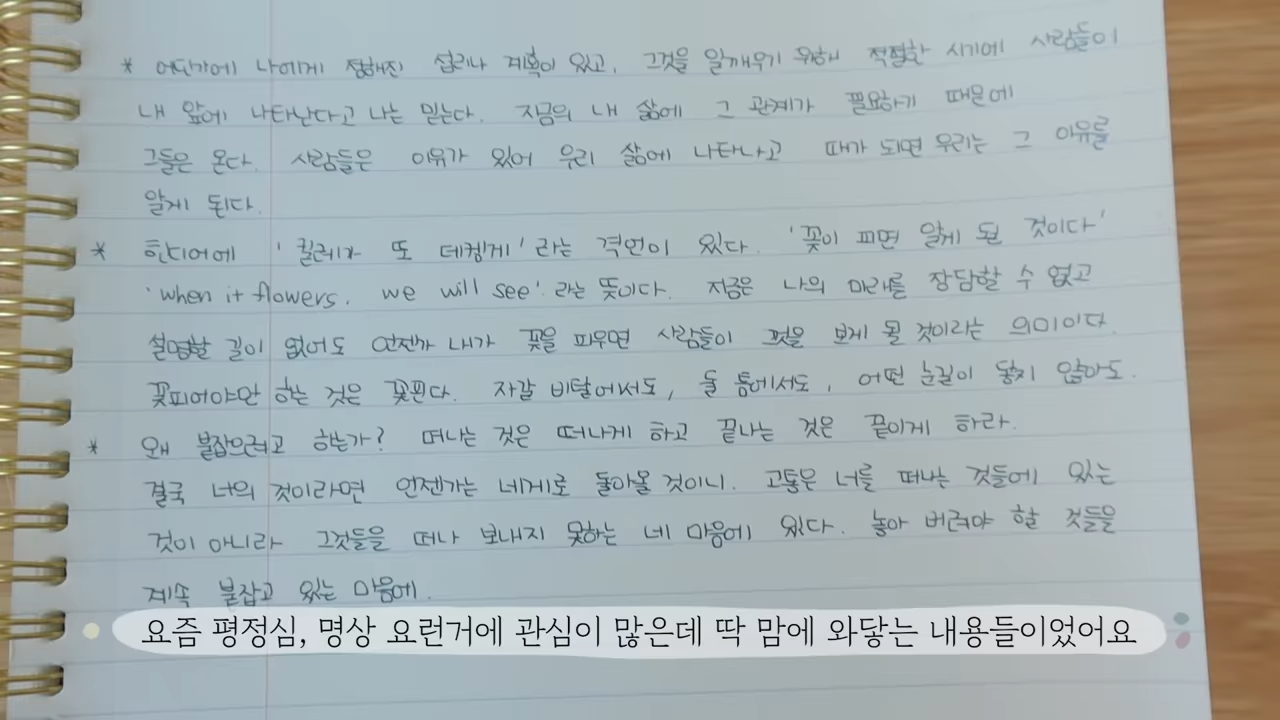 * 어딘가에 나에게 정해진 섭리나 계획이 있고, 그것을 일깨우기 위해 적절한 시기에 사람들이
내 앞에 나타난다고 나는 믿는다. 지금의 내 삶에 그 관계가 필요하기 때문에
그들은 온다. 사람들은 이유가 있어 우리 삶에 나타나고 때가 되면 우리는 그 이유를
알게 된다.
* 힌디어에 '킬레가 또 데켕게'라는 격언이 있다. '꽃이 피면 알게 될 것이다'
'when it flowers, we will see'라는 뜻이다. 지금은 나의 미래를 장담할 수 없고
설명할 길이 없어도 언젠가 내가 꽃을 피우면 사람들이 그것을 보게 될 것이라는 의미이다.
꽃피어야만 하는 것은 꽃핀다. 자갈 비탈에서도, 돌 틈에서도, 어떤 눈길이 닿지 않아도.
* 왜 붙잡으려고 하는가? 떠나는 것은 떠나게 하고 끝나는 것은 끝이게 하라.
결국 너의 것이라면 언젠가는 네게로 돌아올 것이니. 고통은 너를 떠나는 것들에 있는
것이 아니라 그것들을 떠나 보내지 못하는 네 마음에 있다. 놓아 버려야 할 것들을
계속 붙잡고 있는 마음에.
요즘 평정심, 명상 요런거에 관심이 많은데 딱 맘에 와닿는 내용들이었어요